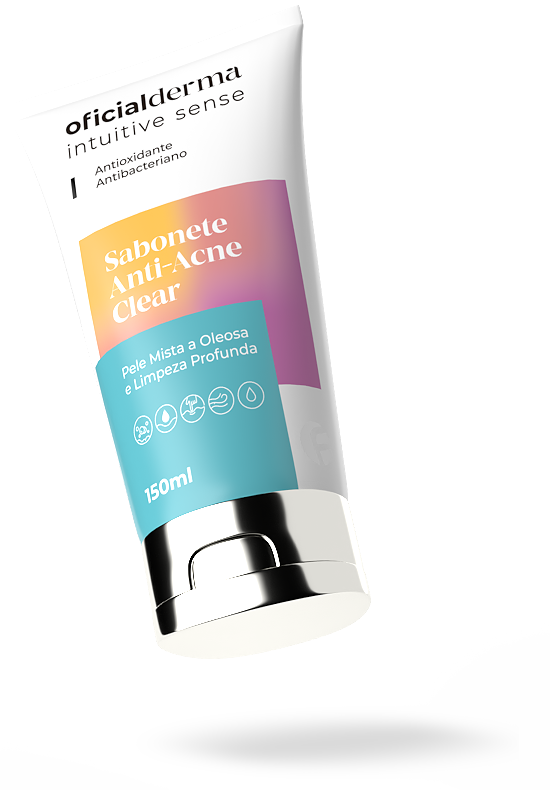 oficialderma
intuitive sense
Antioxidante
Antibacteriano
Sabonete
Anti-Acne
Clear
Pele Mista a Oleosa
e Limpeza Profunda
150ml